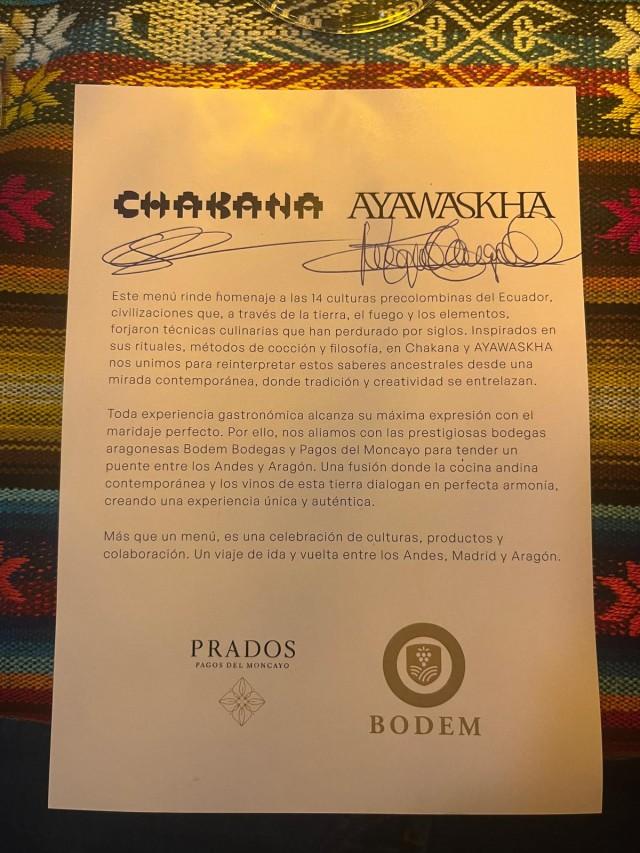 CHAKANA AYAWASKHA
Este menú rinde homenaje a las 14 culturas precolombinas del Ecuador,
civilizaciones que, a través de la tierra, el fuego y los elementos,
forjaron técnicas culinarias que han perdurado por siglos. Inspirados en
sus rituales, métodos de cocción y filosofía, en Chakana y AYAWASKHA
nos unimos para reinterpretar estos saberes ancestrales desde una
mirada contemporánea, donde tradición y creatividad se entrelazan.
Toda experiencia gastronómica alcanza su máxima expresión con el
maridaje perfecto. Por ello, nos aliamos con las prestigiosas bodegas
aragonesas Bodem Bodegas y Pagos del Moncayo para tender un
puente entre los Andes y Aragón. Una fusión donde la cocina andina
contemporánea y los vinos de esta tierra dialogan en perfecta armonía,
creando una experiencia única y auténtica.
Más que un menú, es una celebración de culturas, productos y
colaboración. Un viaje de ida y vuelta entre los Andes, Madrid y Aragón.
PRADOS
PAGOS DEL MONCAYO
BODEM